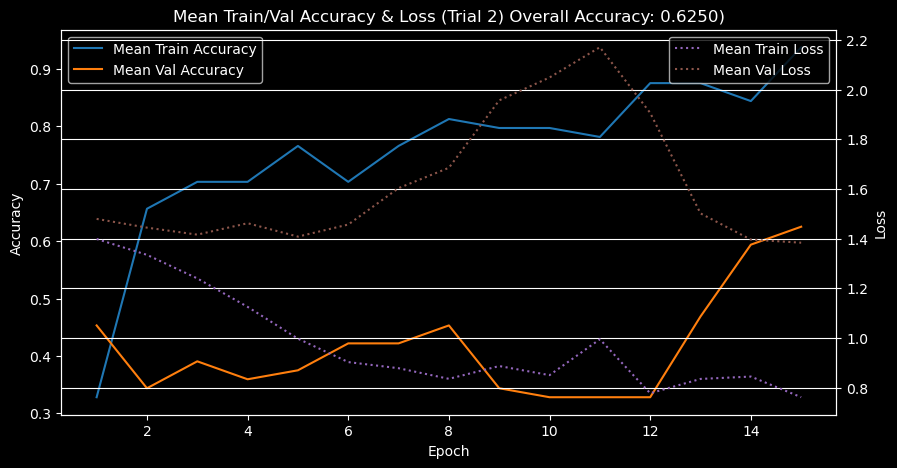 Mean Train/Val Accuracy & Loss (Trial 2) Overall Accuracy: 0.6250)
Mean Train Accuracy
Mean Val Accuracy
Mean Train Loss
Mean Val Loss
Accuracy
0.9
0.8
0.7
0.6
0.5
0.4
0.3
2.2
2.0
1.8
1.6
1.4
1.2
1.0
0.8
Loss
2
4
6
8
10
12
14
Epoch